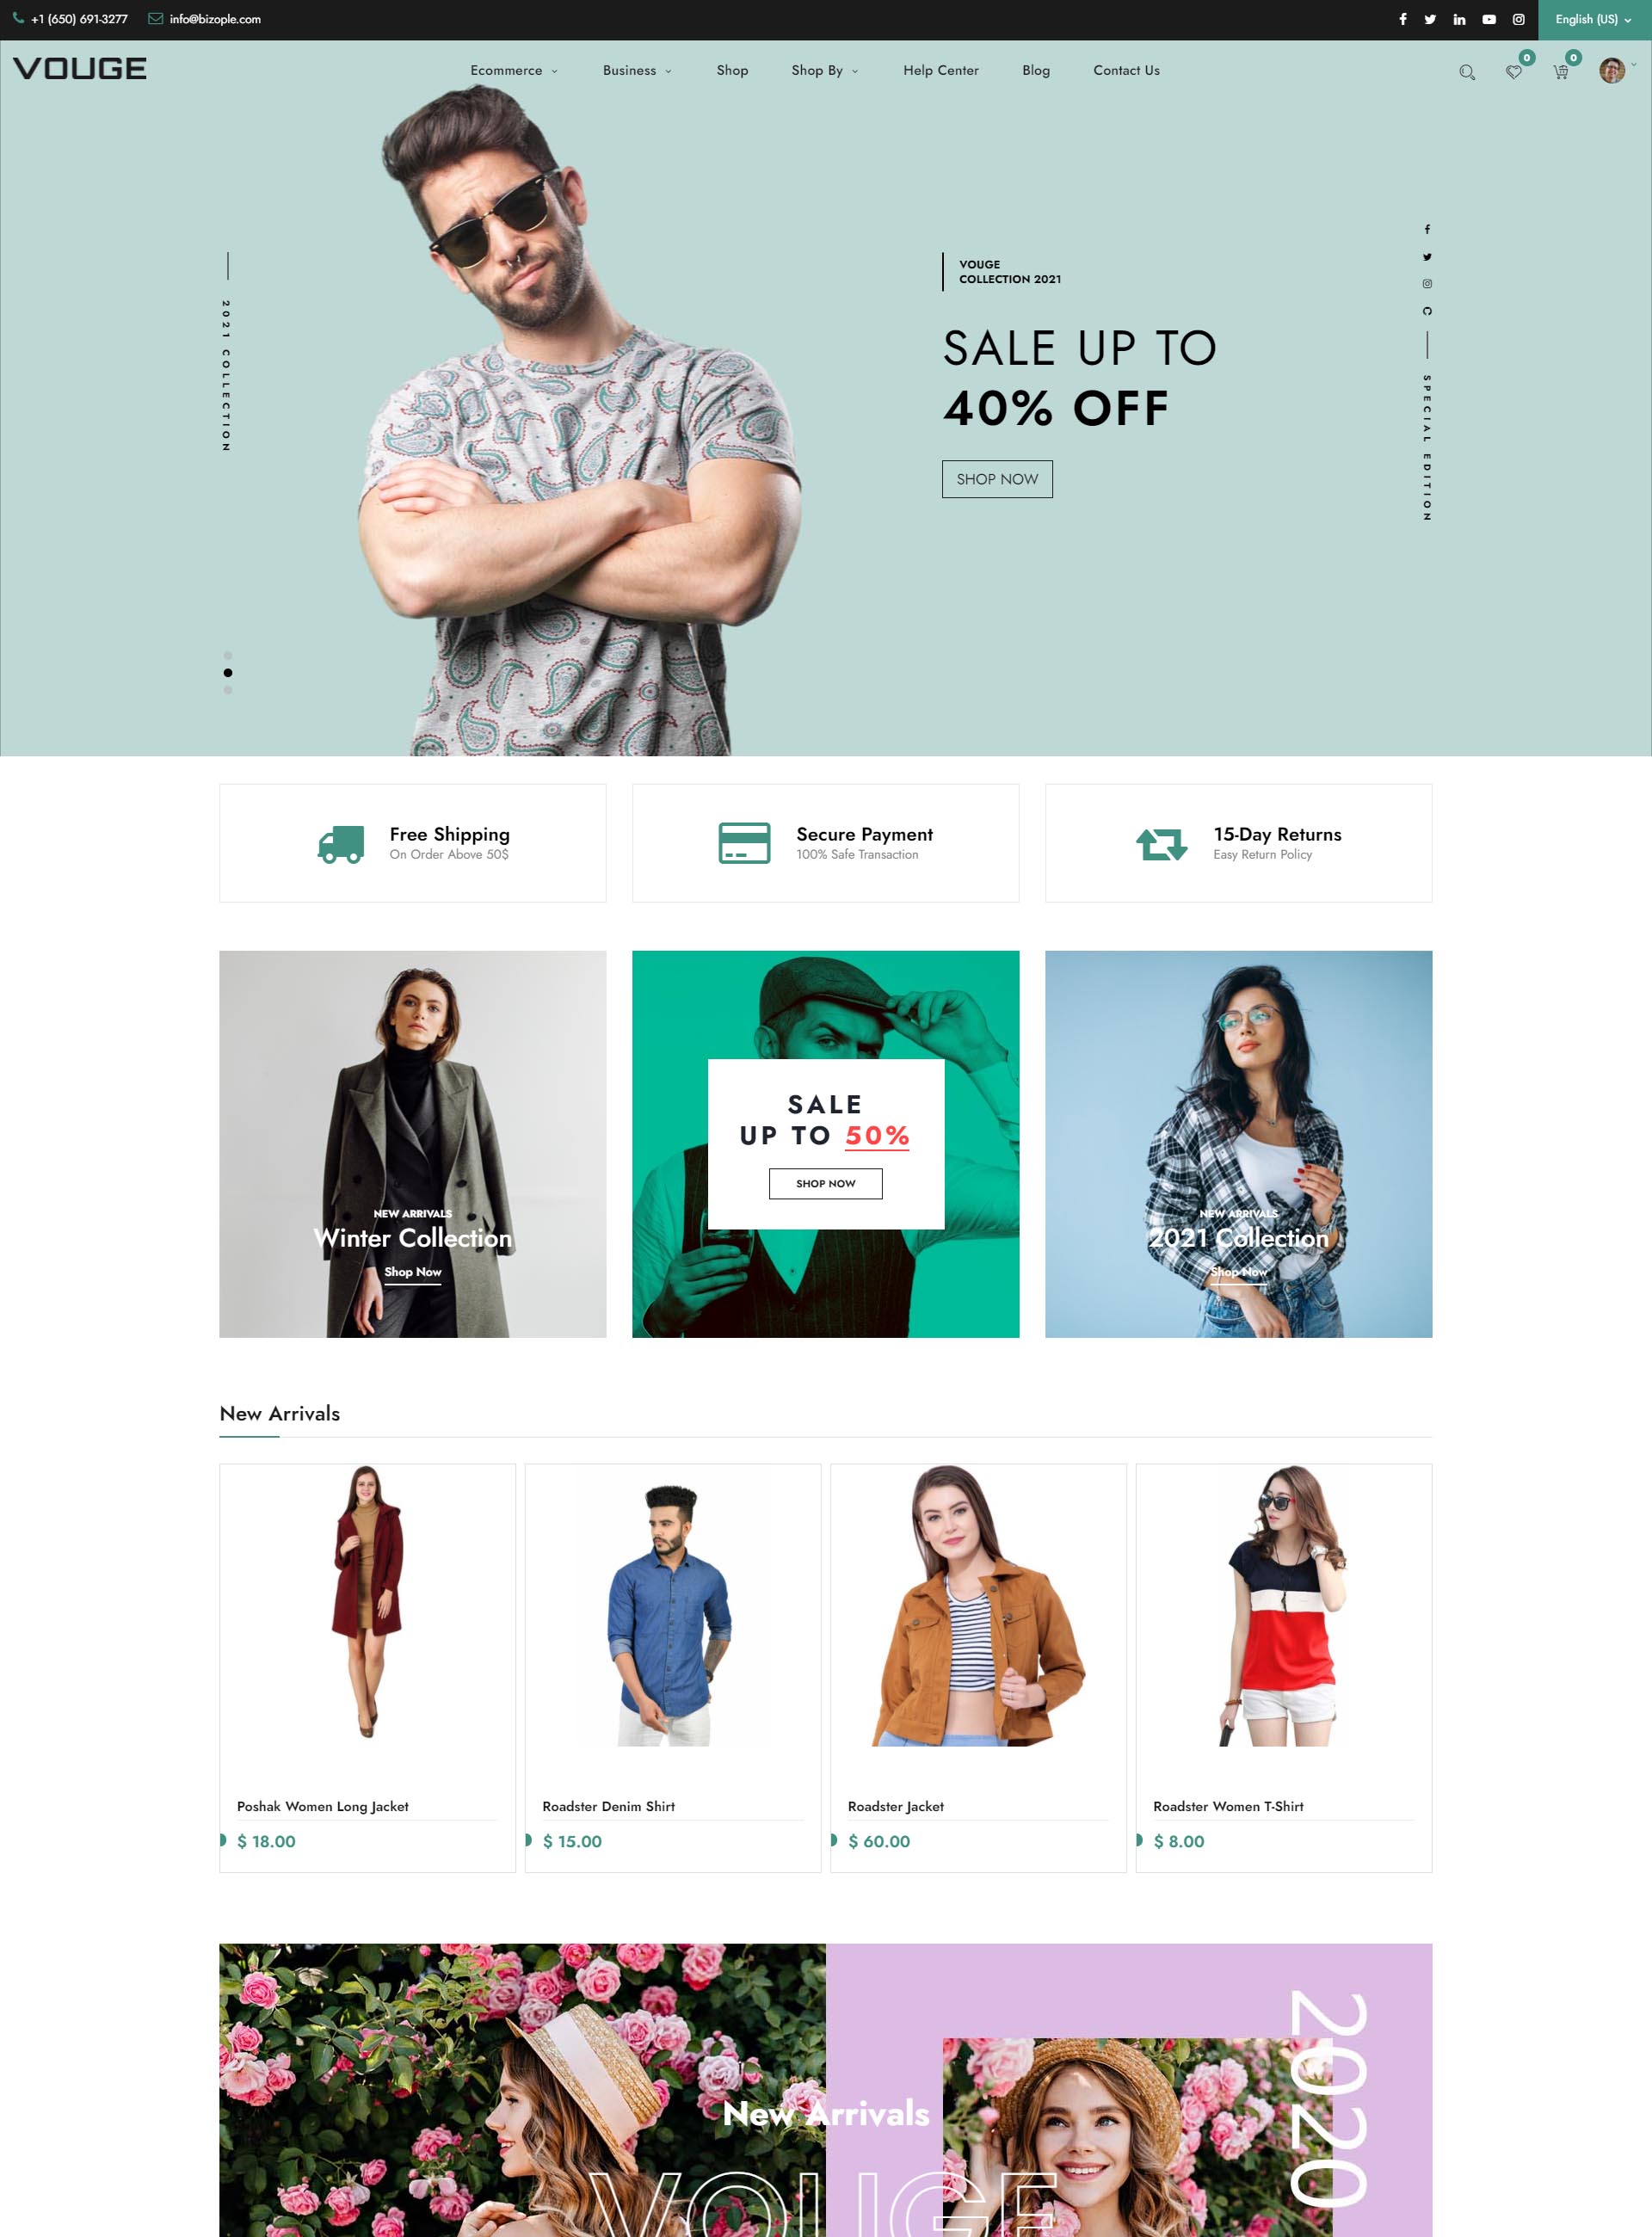 +1 (650) 691-3277
info@bizople.com
English (US)
VOUGE
Ecommerce
Business
Shop
Shop By
Help Center
Blog
Contact Us
0
0
2021 COLLECTION
VOUGE
COLLECTION 2021
SALE UP TO
40% OFF
SHOP NOW
SPECIAL EDITION
Free Shipping
On Order Above 50$
Secure Payment
100% Safe Transaction
15-Day Returns
Easy Return Policy
NEW ARRIVALS
Winter Collection
Shop Now
SALE
UP TO 50%
SHOP NOW
NEW ARRIVALS
2021 Collection
Shop Now
New Arrivals
Poshak Women Long Jacket
$ 18.00
Roadster Denim Shirt
$ 15.00
Roadster Jacket
$ 60.00
Roadster Women T-Shirt
$ 8.00
New Arrivals
VOUGE
2020